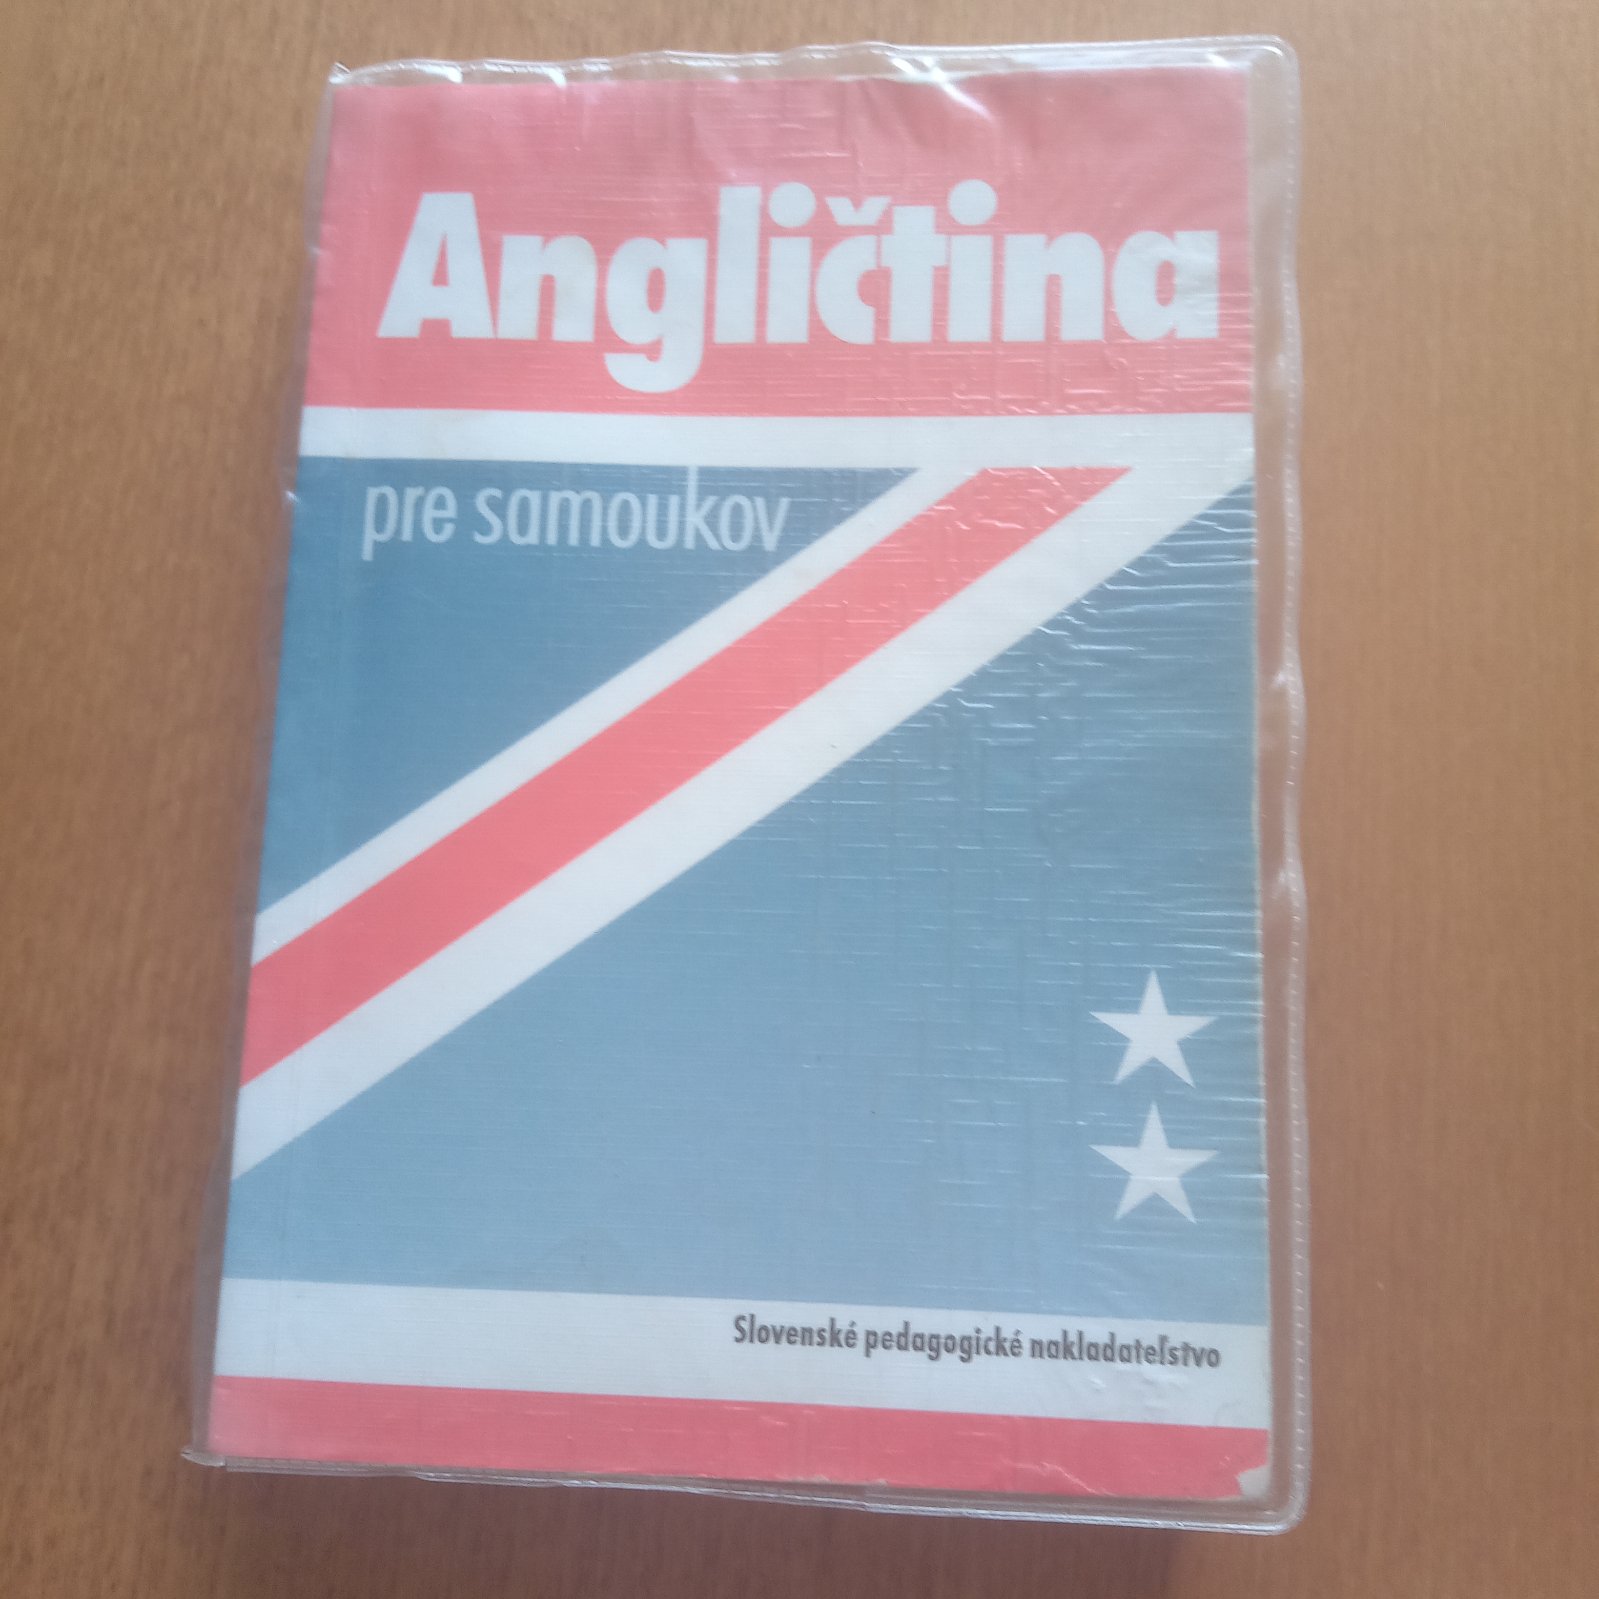 Angličtina
pre samoukov
Slovenské pedagogické nakladateľstvo